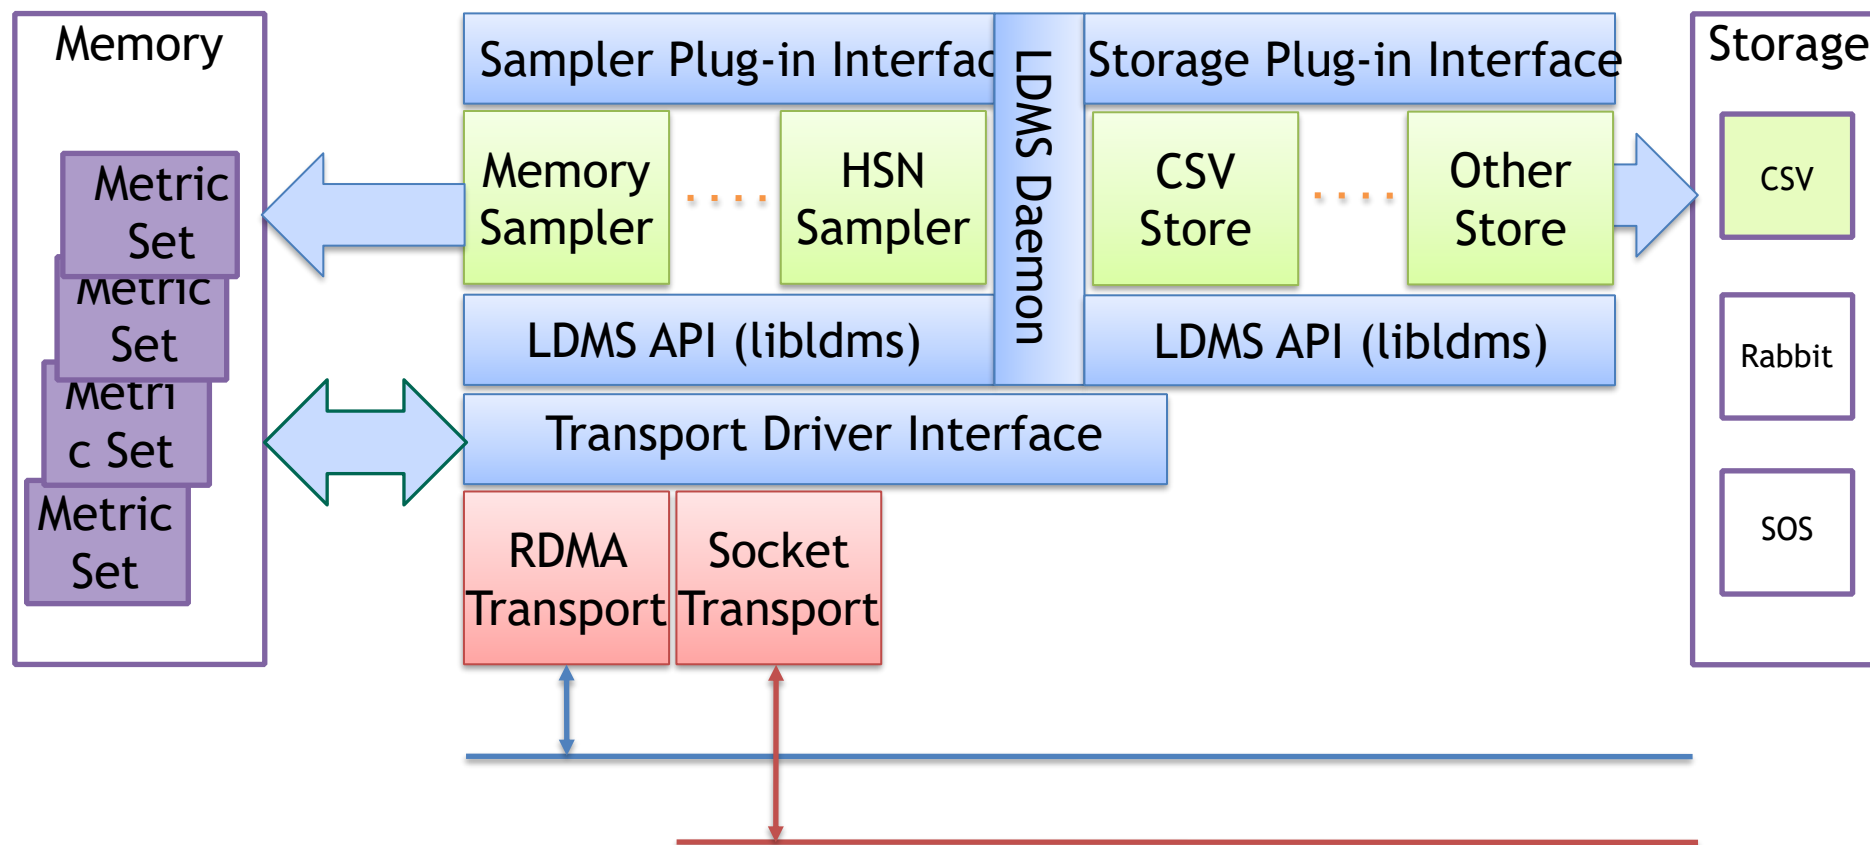 Memory
Metric
Set
Metric
Set
Metri
c Set
Metric
Set
Sampler Plug-in Interfac
LDMS Daemon
Storage Plug-in Interface
Memory
Sampler
HSN
Sampler
CSV
Store
Other
Store
LDMS API (libldms)
LDMS API (libldms)
Transport Driver Interface
RDMA
Transport
Socket
Transport
Storage
CSV
Rabbit
SOS